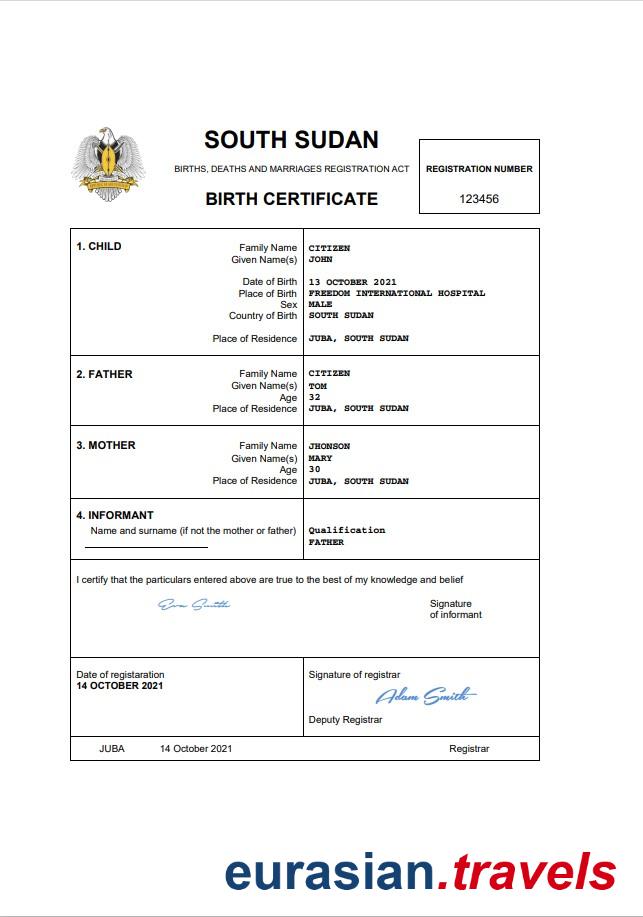 SOUTH SUDAN
BIRTHS, DEATHS AND MARRIAGES REGISTRATION ACT
BIRTH CERTIFICATE
REGISTRATION NUMBER
123456
1. CHILD
Family Name CITIZEN
Given Name(s) JOHN
Date of Birth 13 OCTOBER 2021
Place of Birth FREEDOM INTERNATIONAL HOSPITAL
Sex MALE
Country of Birth SOUTH SUDAN
Place of Residence JUBA, SOUTH SUDAN
2. FATHER
Family Name CITIZEN
Given Name(s) TOM
Age 32
Place of Residence JUBA, SOUTH SUDAN
3. MOTHER
Family Name JHONSON
Given Name(s) MARY
Age 30
Place of Residence JUBA, SOUTH SUDAN
4. INFORMANT
Name and surname (if not the mother or father) Qualification
FATHER
I certify that the particulars entered above are true to the best of my knowledge and belief
Eva Smith
Signature
of informant
Date of registaration
14 OCTOBER 2021
Signature of registrar
Adam Smith
Deputy Registrar
JUBA 14 October 2021 Registrar
eurasian.travels